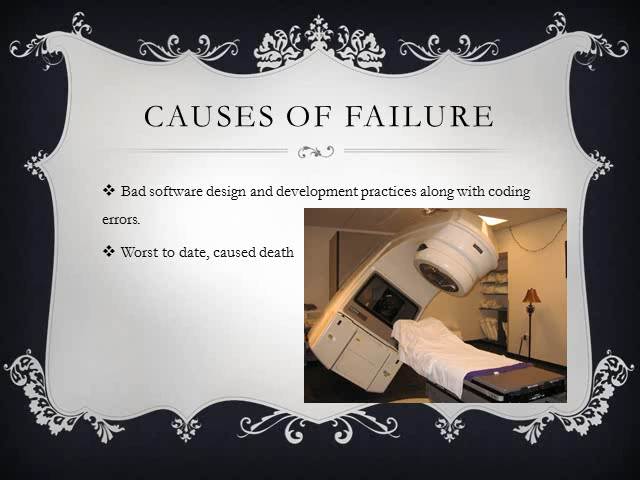 CAUSES OF FAILURE
❖ Bad software design and development practices along with coding
errors.
❖ Worst to date, caused death